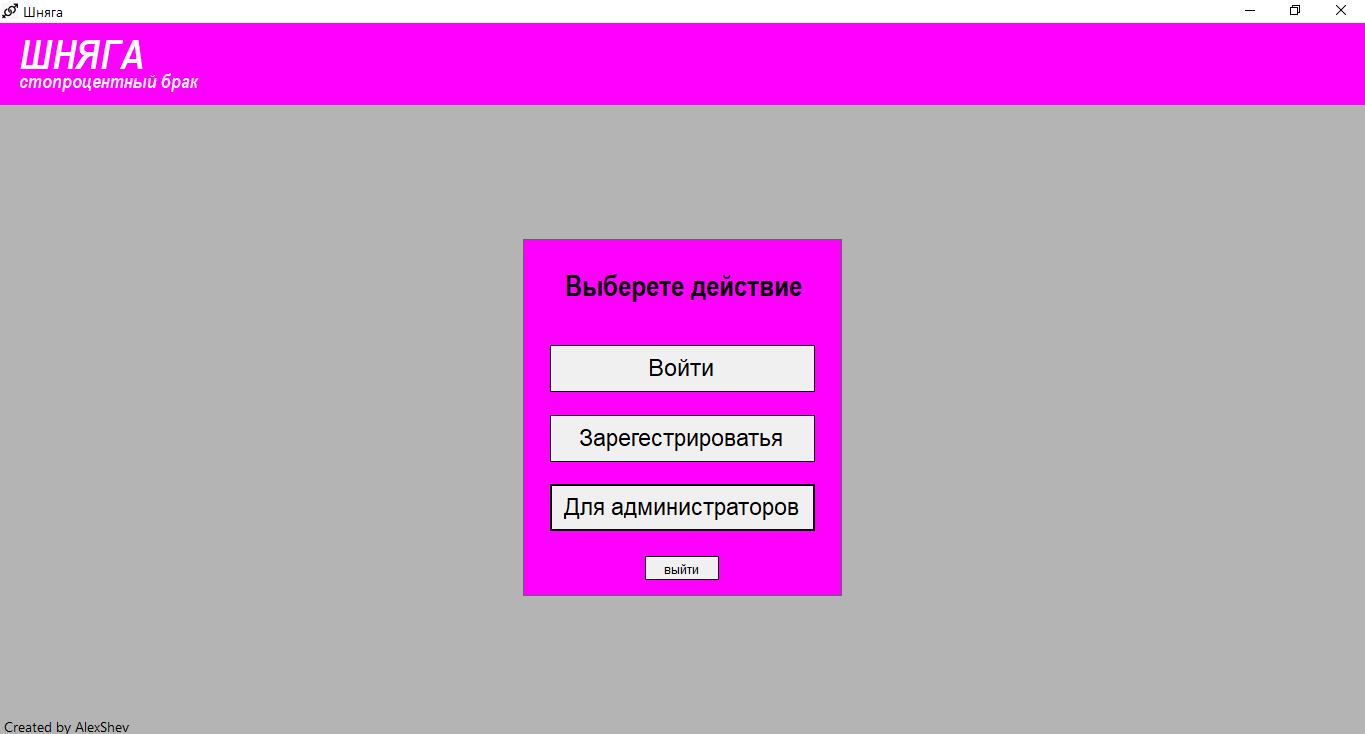 Шняга
ШНЯГА
стопроцентный брак
Выберете действие
Войти
Зарегестрироватья
Для администраторов
выйти
Created by AlexShev